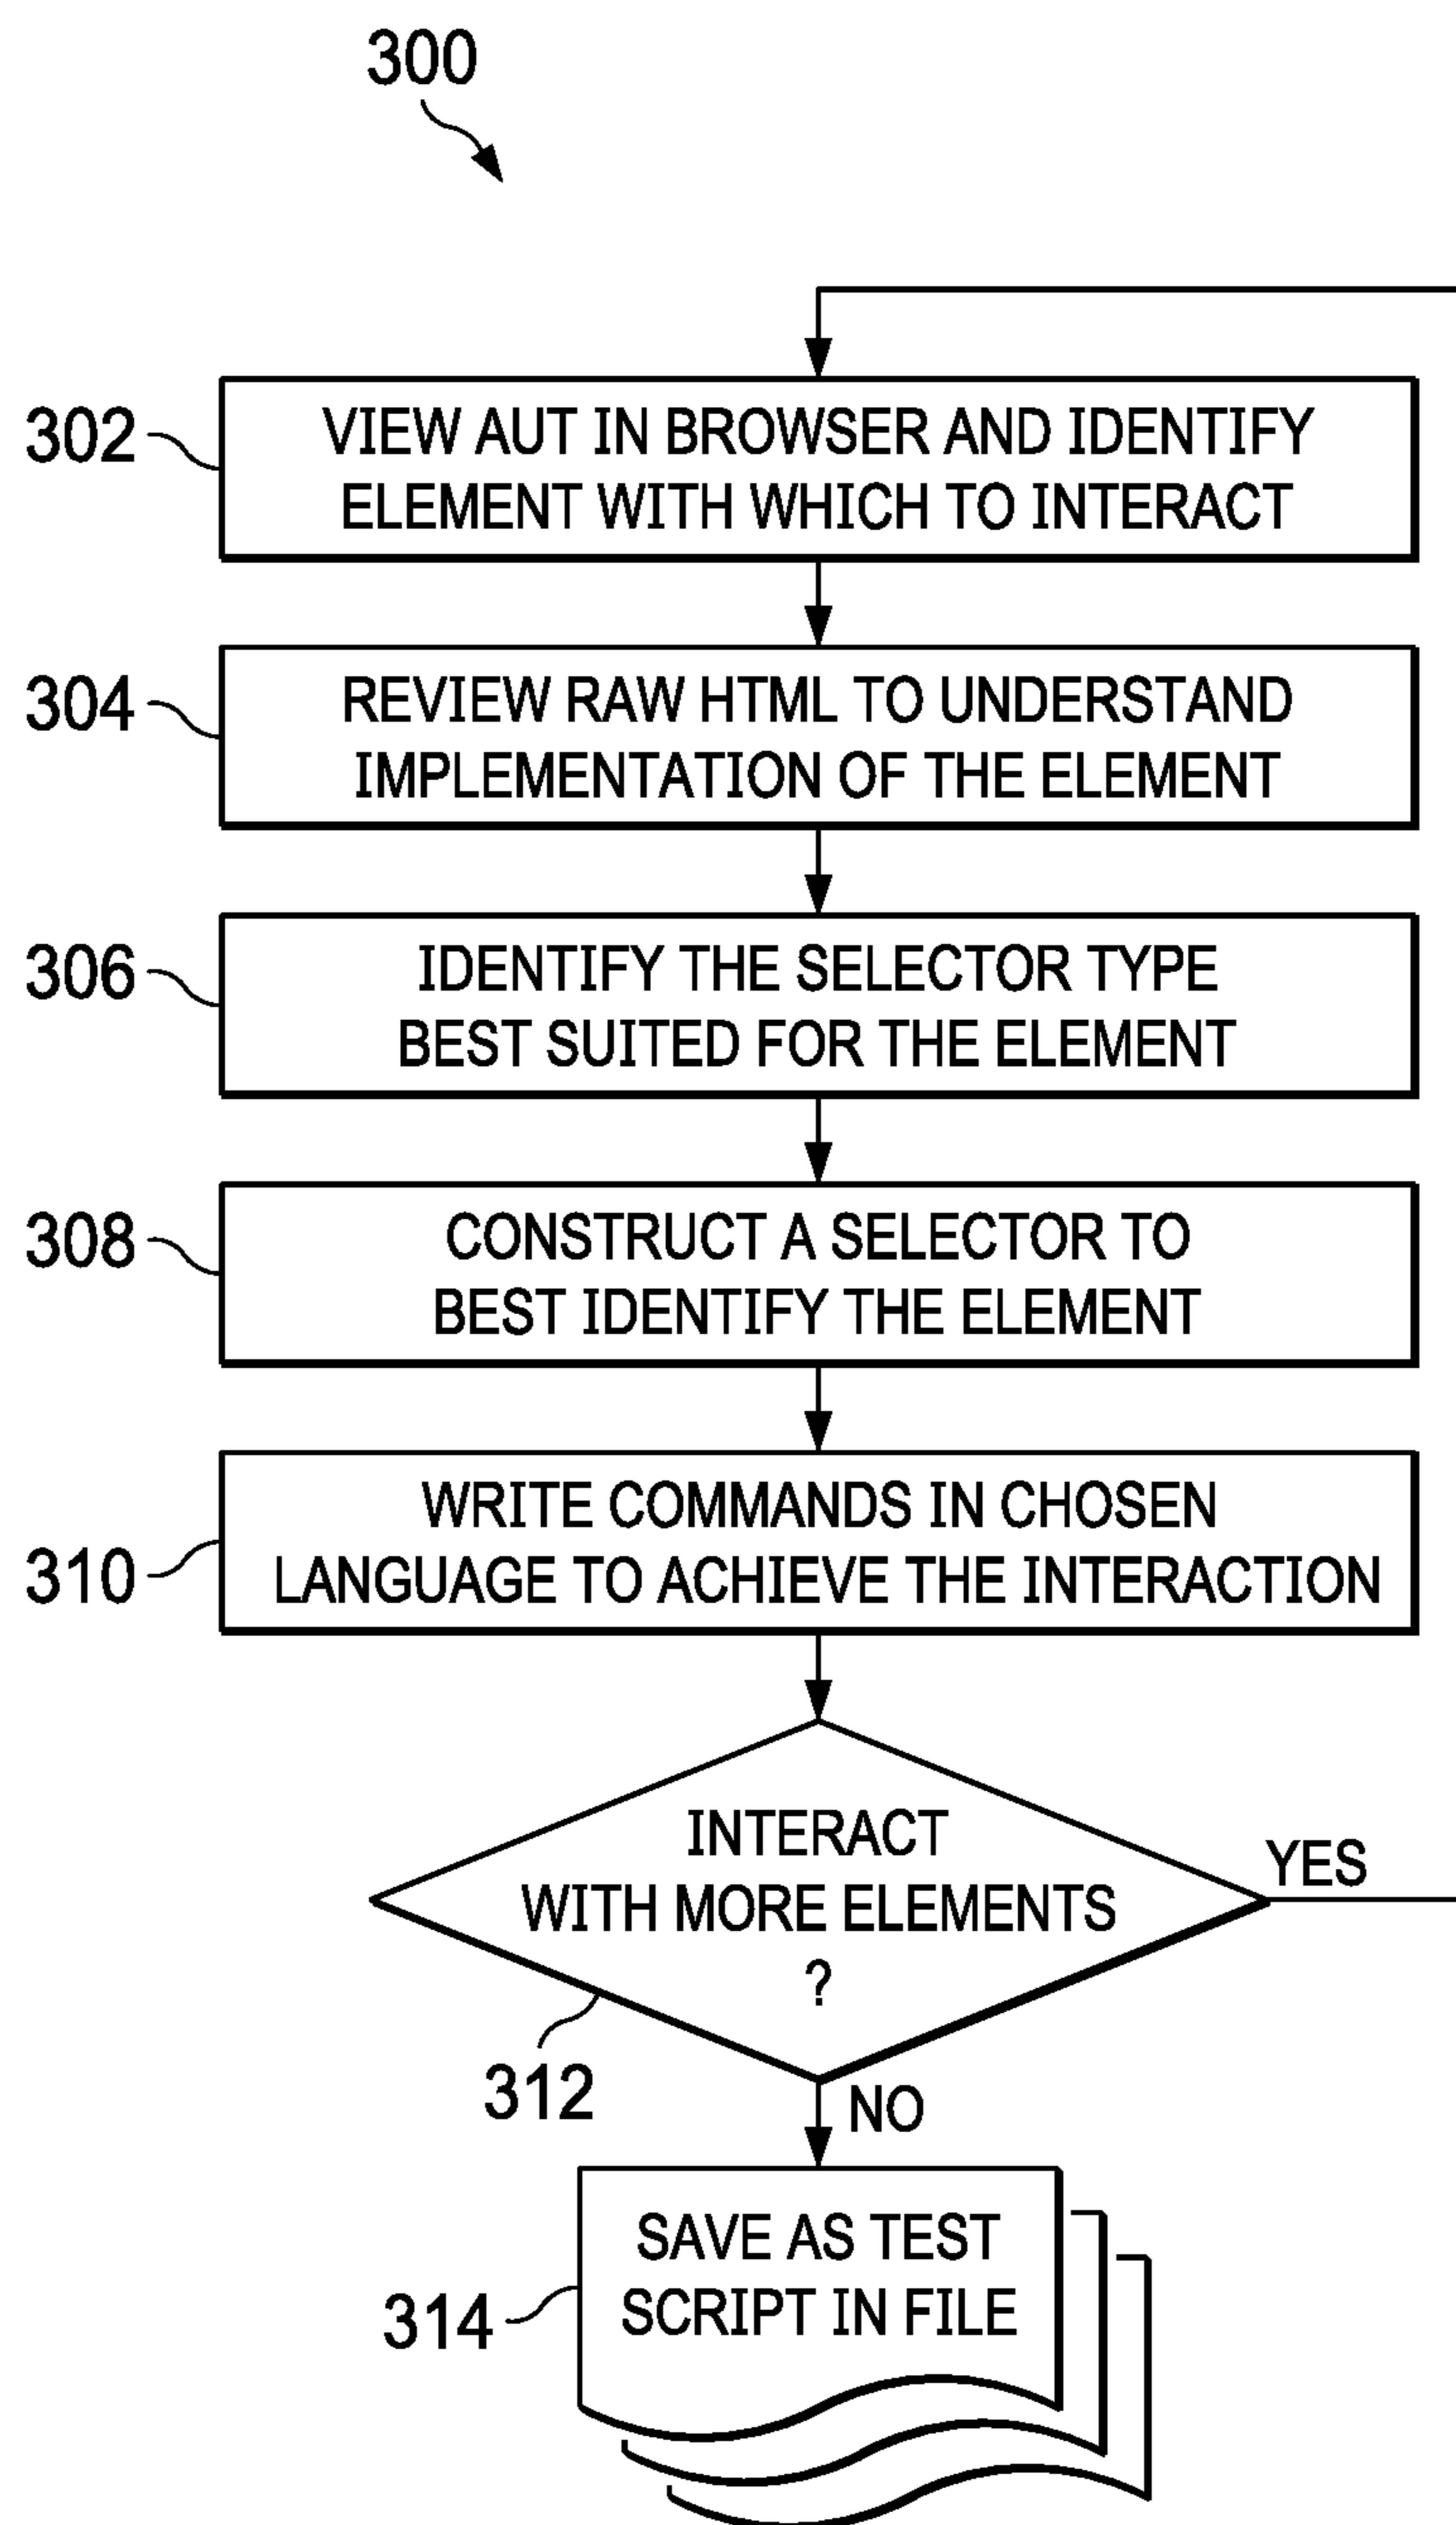 300
302
VIEW AUT IN BROWSER AND IDENTIFY
ELEMENT WITH WHICH TO INTERACT
304
REVIEW RAW HTML TO UNDERSTAND
IMPLEMENTATION OF THE ELEMENT
306
IDENTIFY THE SELECTOR TYPE
BEST SUITED FOR THE ELEMENT
308
CONSTRUCT A SELECTOR TO
BEST IDENTIFY THE ELEMENT
310
WRITE COMMANDS IN CHOSEN
LANGUAGE TO ACHIEVE THE INTERACTION
INTERACT
WITH MORE ELEMENTS
?
YES
312
NO
314
SAVE AS TEST
SCRIPT IN FILE